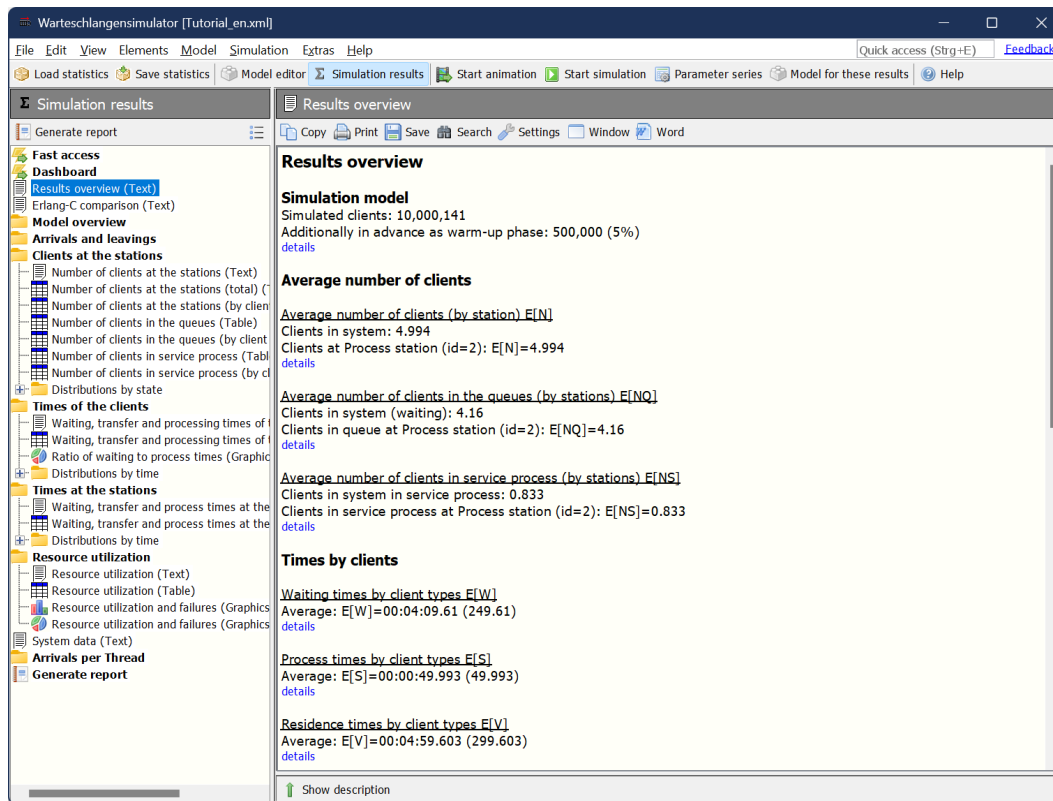 Warteschlangensimulator [Tutorial_en.xml]
File Edit View Elements Model Simulation Extras Help Quick access (Strg+E) Feedback
Load statistics Save statistics Model editor Σ Simulation results Start animation Start simulation Parameter series Model for these results Help
Σ Simulation results
Generate report
Fast access
Dashboard
Results overview (Text)
Erlang-C comparison (Text)
Model overview
Arrivals and leavings
Clients at the stations
Number of clients at the stations (Text)
Number of clients at the stations (total) (
Number of clients at the stations (by clien
Number of clients in the queues (Table)
Number of clients in the queues (by client
Number of clients in service process (Tabl
Number of clients in service process (by cl
Distributions by state
Times of the clients
Waiting, transfer and processing times of
Waiting, transfer and processing times of
Ratio of waiting to process times (Graphic
Distributions by time
Times at the stations
Waiting, transfer and process times at the
Waiting, transfer and process times at the
Distributions by time
Resource utilization
Resource utilization (Text)
Resource utilization (Table)
Resource utilization and failures (Graphics
Resource utilization and failures (Graphics
System data (Text)
Arrivals per Thread
Generate report
Results overview
Copy Print Save Search Settings Window Word
Results overview
Simulation model
Simulated clients: 10,000,141
Additionally in advance as warm-up phase: 500,000 (5%)
details
Average number of clients
Average number of clients (by station) E[N]
Clients in system: 4.994
Clients at Process station (id=2): E[N]=4.994
details
Average number of clients in the queues (by stations) E[NQ]
Clients in system (waiting): 4.16
Clients in queue at Process station (id=2): E[NQ]=4.16
details
Average number of clients in service process (by stations) E[NS]
Clients in system in service process: 0.833
Clients in service process at Process station (id=2): E[NS]=0.833
details
Times by clients
Waiting times by client types E[W]
Average: E[W]=00:04:09.61 (249.61)
details
Process times by client types E[S]
Average: E[S]=00:00:49.993 (49.993)
details
Residence times by client types E[V]
Average: E[V]=00:04:59.603 (299.603)
details
Show description